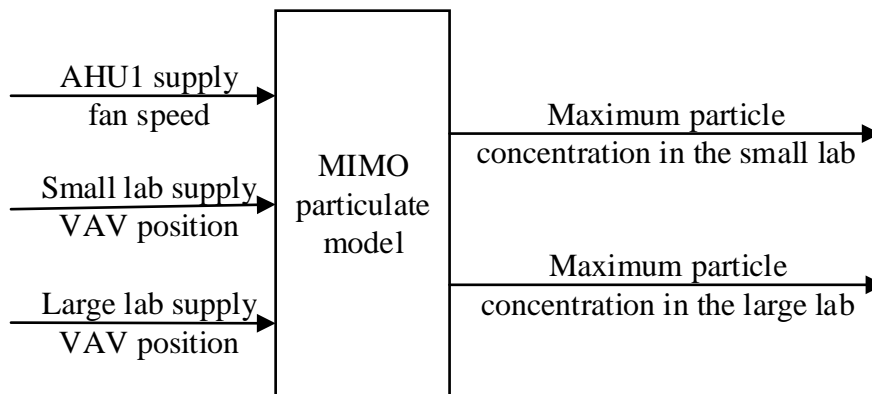 AHU1 supply
fan speed
Small lab supply
VAV position
Large lab supply
VAV position
MIMO
particulate
model
Maximum particle
concentration in the small lab
Maximum particle
concentration in the large lab